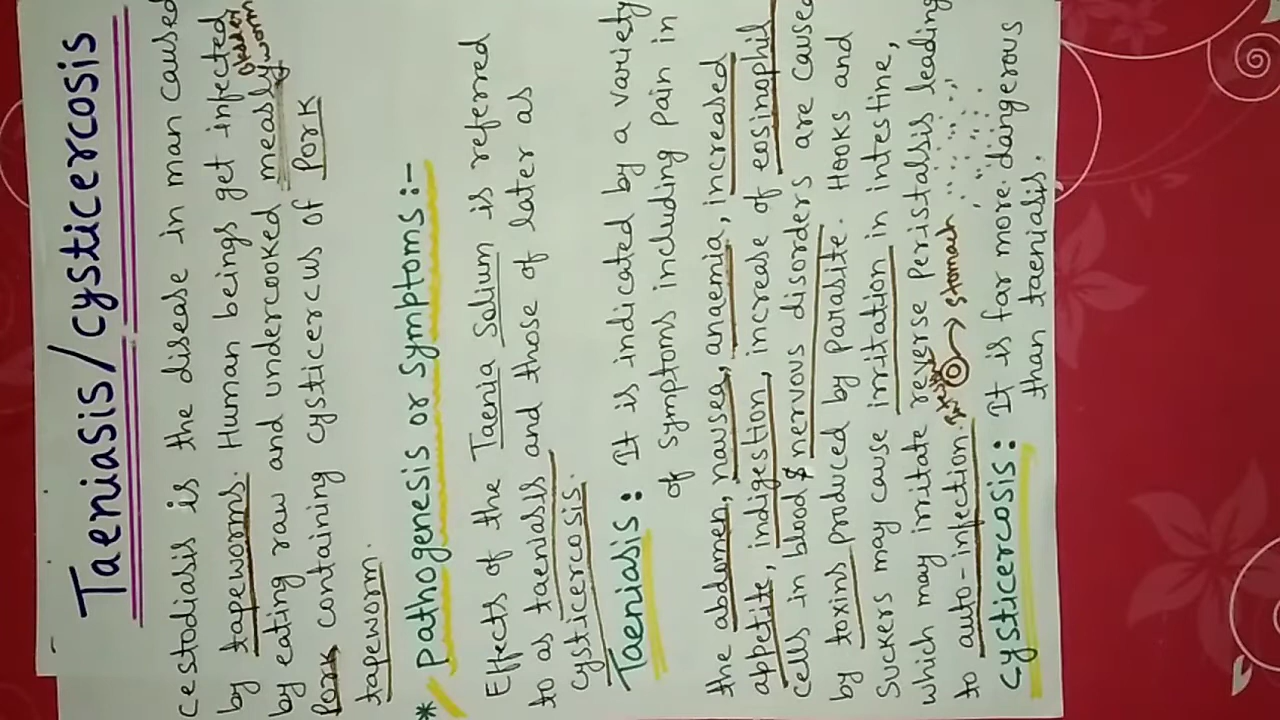 Taeniasis/cysticercosis
cestodiasis is the disease in man caused
by tapeworms. Human beings get infected
by eating raw and undercooked measly
worm
Pork containing cysticercus of Pork
tapeworm.
* pathogenesis or symptoms:-
Effects of the Taenia Solium is referred
to as taeniasis and those of later as
cysticercosis.
Taeniasis: It is indicated by a variety
of symptoms including pain in
the abdomen, nausea, anaemia, increased
appetite, indigestion, increase of eosinophil
cells in blood & nervous disorders are cause
by toxins produced by parasite. Hooks and
Suckers may cause irritation in intestine,
which may irritate reverse peristalsis leading
to auto-infection. → stomach
cysticercosis: It is far more dangerous
than taeniasis.